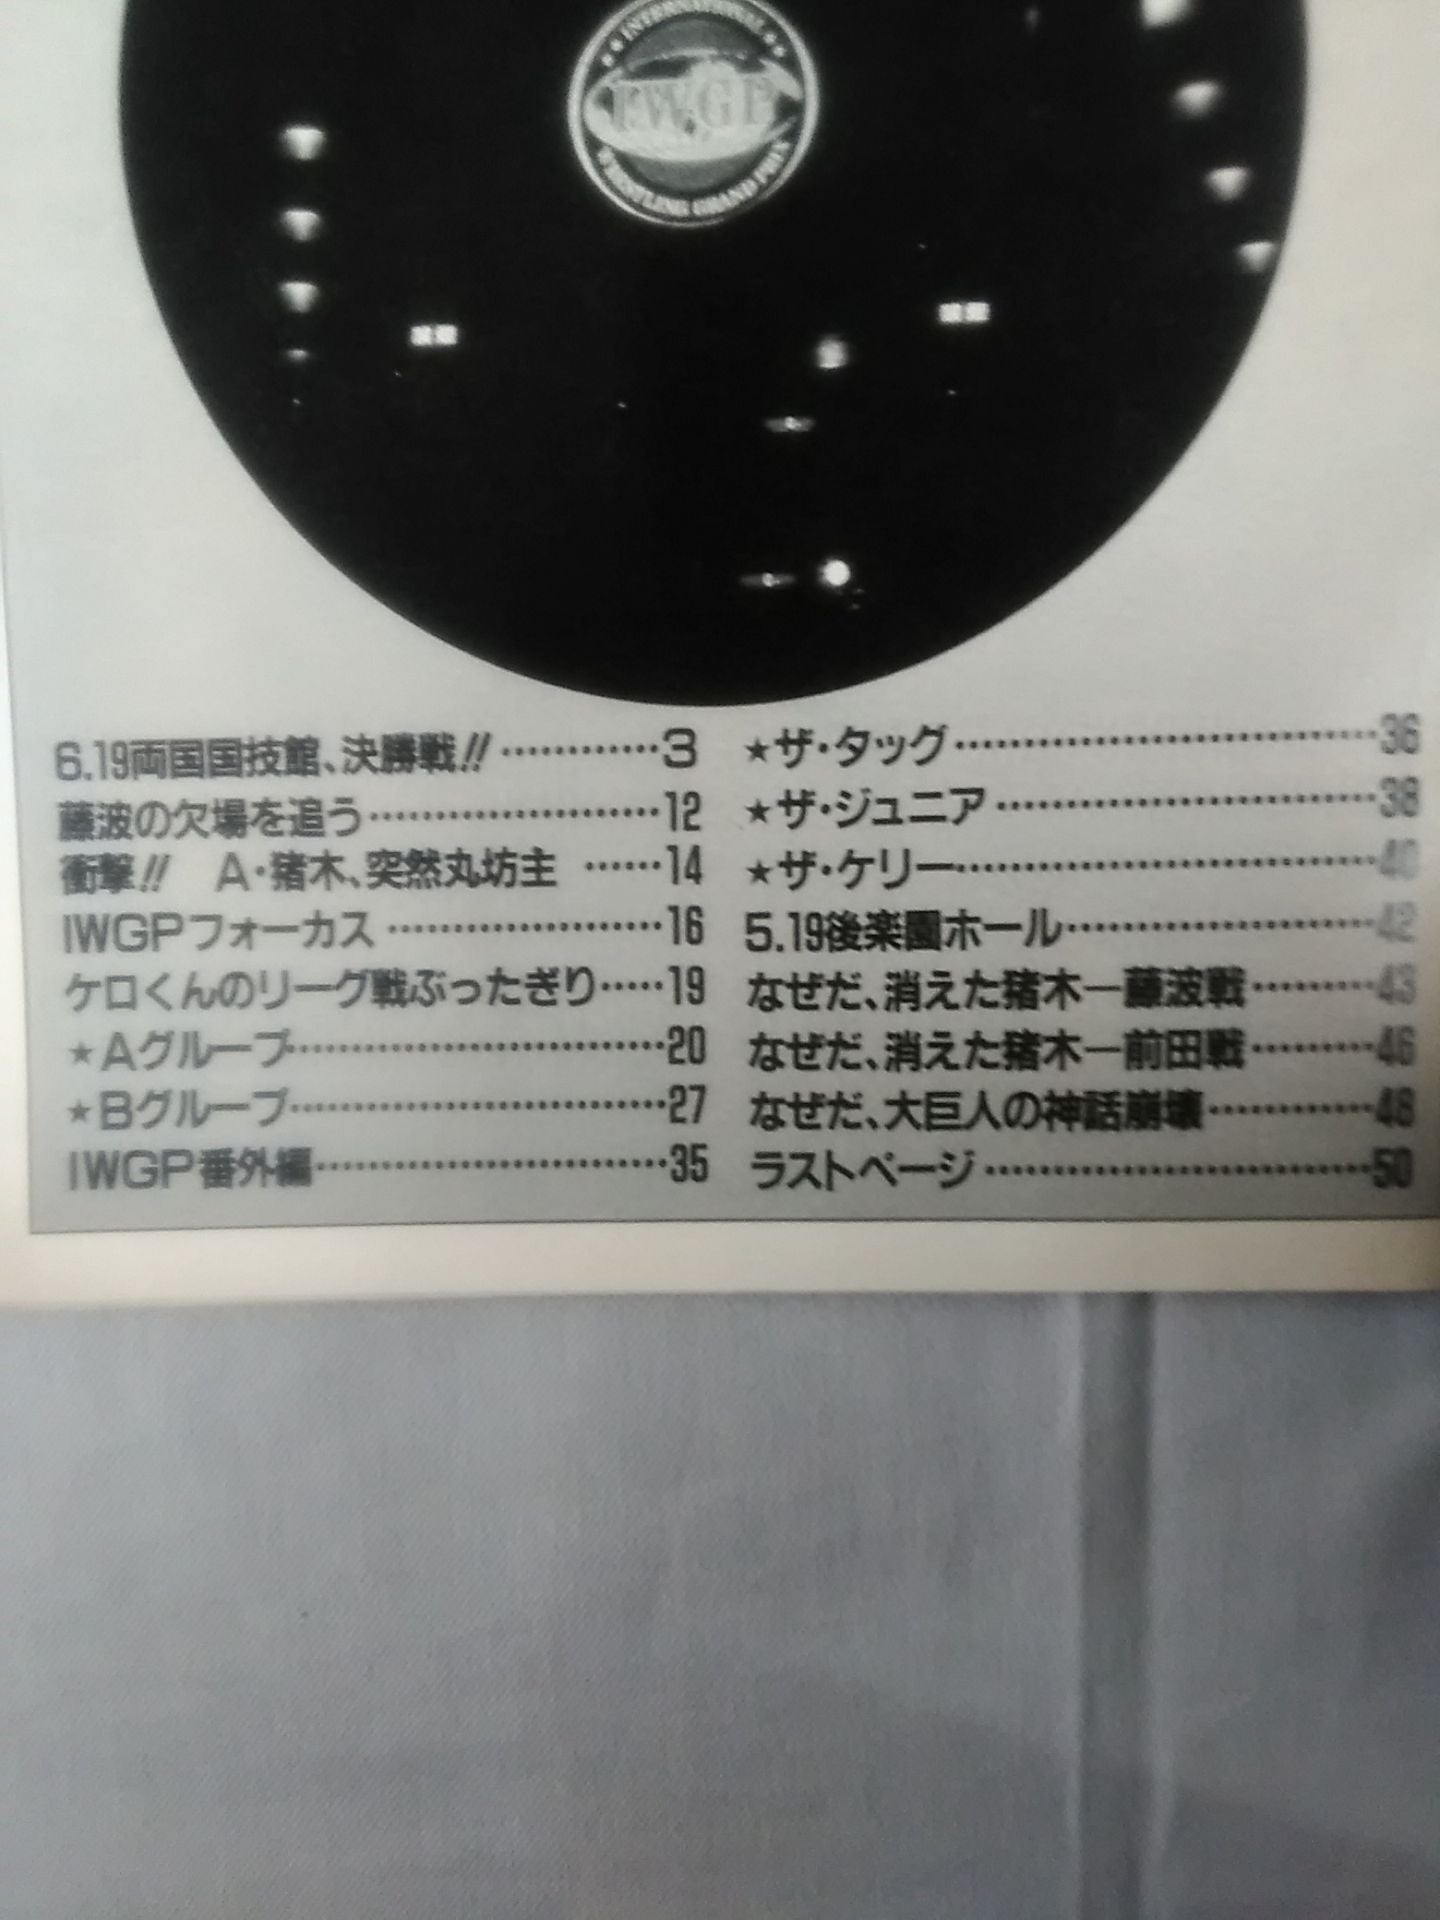 INTERNATIONAL
I.W.G.P
WRESTLING GRAND PRIX
6.19両国国技館、決勝戦!!…………3
藤波の欠場を追う…………………12
衝撃!! A・猪木、突然丸坊主……14
IWGPフォーカス…………………16
ケロくんのリーグ戦ぶったぎり……19
★Aグループ…………………………20
★Bグループ…………………………27
IWGP番外編………………………35
★ザ・タッグ…………………………36
★ザ・ジュニア………………………38
★ザ・ケリー…………………………40
5.19後楽園ホール……………………42
なぜだ、消えた猪木―藤波戦………43
なぜだ、消えた猪木―前田戦………46
なぜだ、大巨人の神話崩壊…………48
ラストページ…………………………50